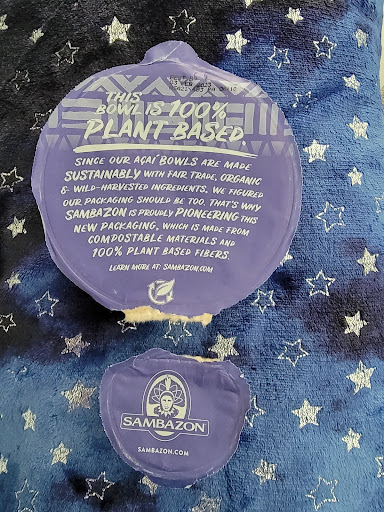 THIS
BOWL IS 100%
PLANT BASED.
SINCE OUR AÇAÍ BOWLS ARE MADE
SUSTAINABLY WITH FAIR TRADE, ORGANIC
& WILD-HARVESTED INGREDIENTS, WE FIGURED
OUR PACKAGING SHOULD BE TOO. THAT'S WHY
SAMBAZON IS PROUDLY PIONEERING THIS
NEW PACKAGING, WHICH IS MADE FROM
COMPOSTABLE MATERIALS AND
100% PLANT BASED FIBERS.
LEARN MORE AT: SAMBAZON.COM
SAMBAZON
SAMBAZON.COM